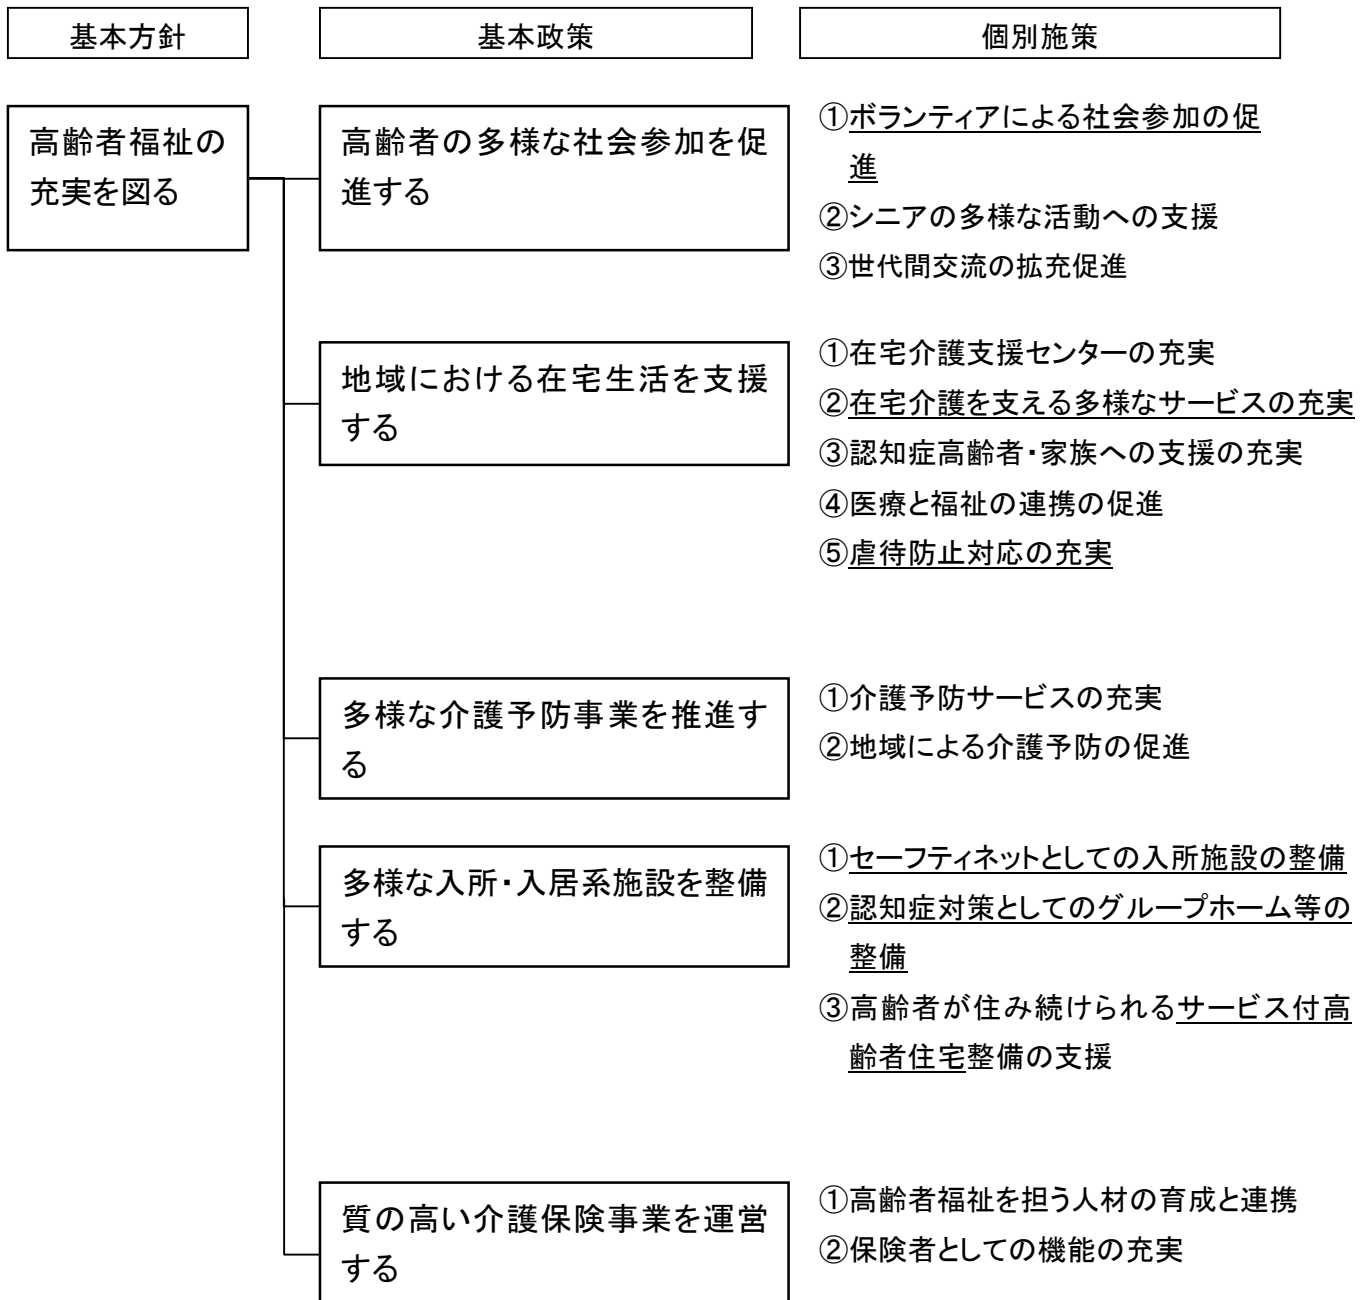 基本方針
基本政策
個別施策
高齢者福祉の
充実を図る
高齢者の多様な社会参加を促
進する
①ボランティアによる社会参加の促
進
②シニアの多様な活動への支援
③世代間交流の拡充促進
地域における在宅生活を支援
する
①在宅介護支援センターの充実
②在宅介護を支える多様なサービスの充実
③認知症高齢者・家族への支援の充実
④医療と福祉の連携の促進
⑤虐待防止対応の充実
多様な介護予防事業を推進す
る
①介護予防サービスの充実
②地域による介護予防の促進
多様な入所・入居系施設を整備
する
①セーフティネットとしての入所施設の整備
②認知症対策としてのグループホーム等の
整備
③高齢者が住み続けられるサービス付高
齢者住宅整備の支援
質の高い介護保険事業を運営
する
①高齢者福祉を担う人材の育成と連携
②保険者としての機能の充実